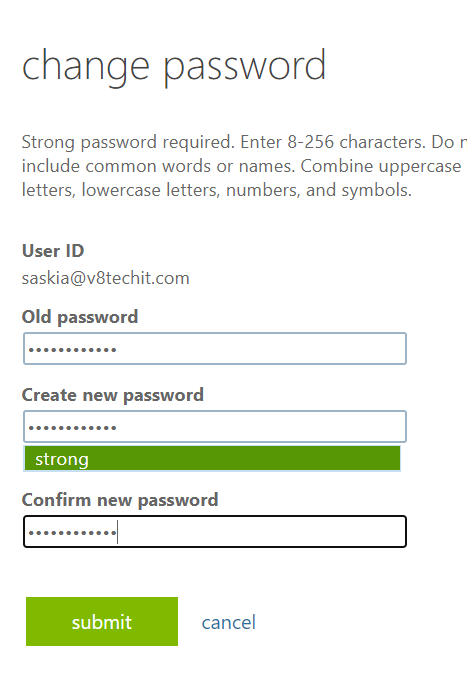 change password
Strong password required. Enter 8-256 characters. Do
include common words or names. Combine uppercase
letters, lowercase letters, numbers, and symbols.
User ID
saskia@v8techit.com
Old password
••••••••••••
Create new password
••••••••••••
strong
Confirm new password
••••••••••••
submit cancel